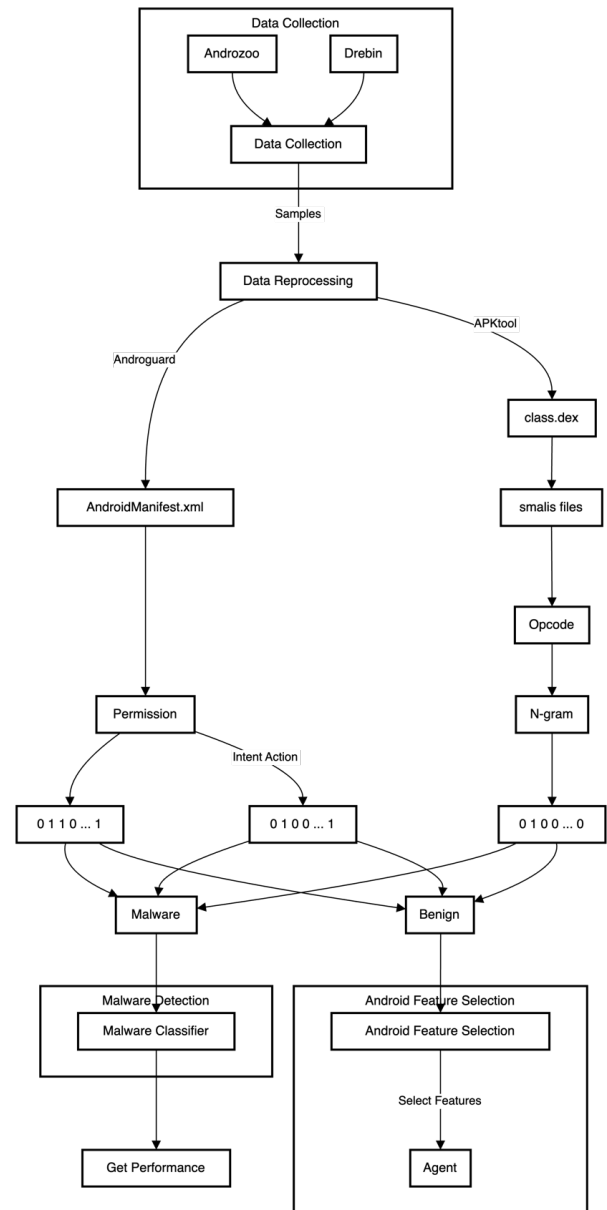 Data Collection
Androzoo
Drebin
Data Collection
Samples
Data Reprocessing
APKtool
Androguard
class.dex
AndroidManifest.xml
smalis files
Opcode
Permission
N-gram
Intent Action
0 1 1 0 ... 1
0 1 0 0 ... 1
0 1 0 0 ... 0
Malware
Benign
Malware Detection
Android Feature Selection
Malware Classifier
Android Feature Selection
Select Features
Get Performance
Agent